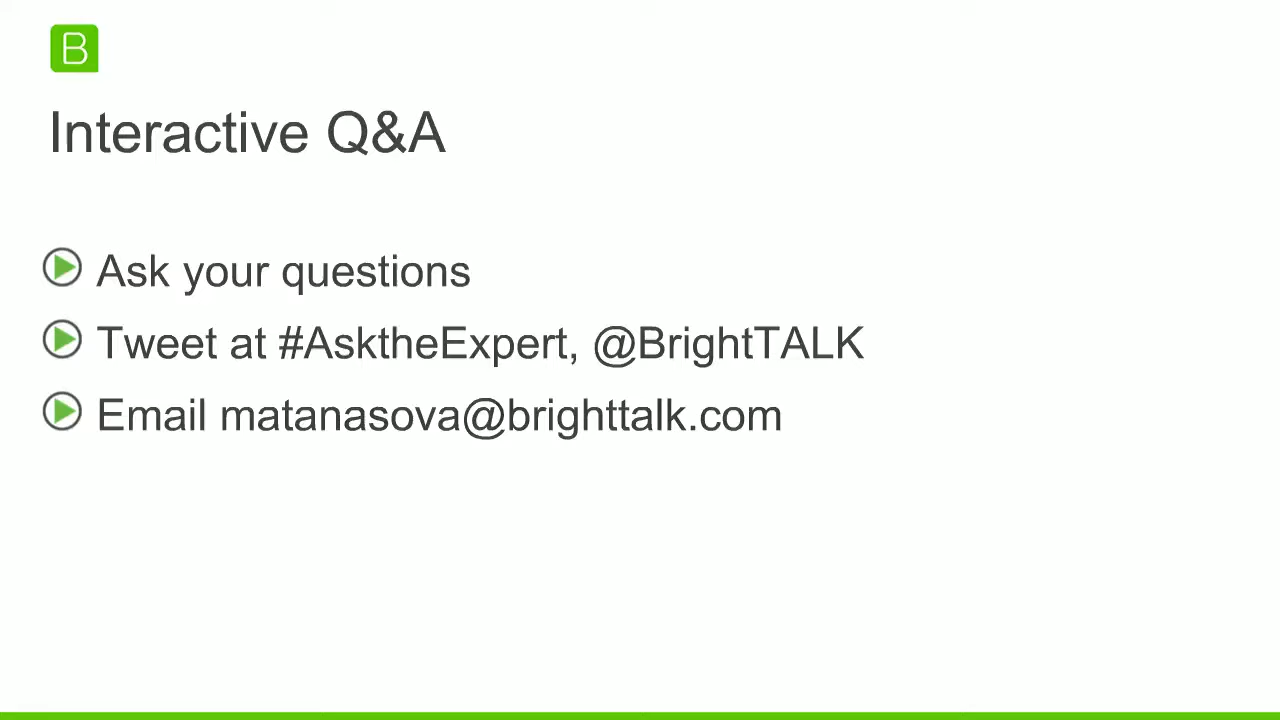 B
Interactive Q&A
Ask your questions
Tweet at #AsktheExpert, @BrightTALK
Email matanasova@brighttalk.com